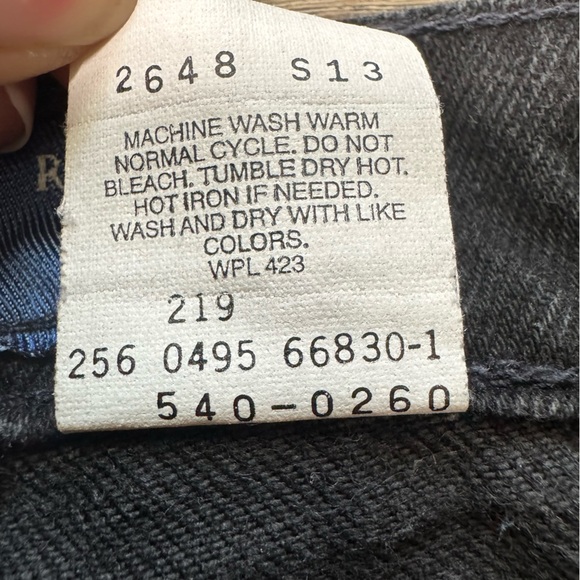 2648 S13
MACHINE WASH WARM
NORMAL CYCLE. DO NOT
BLEACH. TUMBLE DRY HOT.
HOT IRON IF NEEDED.
WASH AND DRY WITH LIKE
COLORS.
WPL 423
219
256 0495 66830-1
540-0260